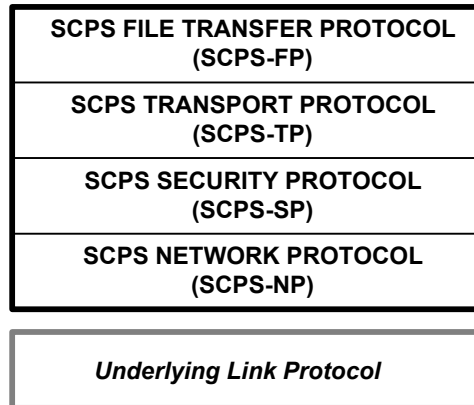 SCPS FILE TRANSFER PROTOCOL
(SCPS-FP)
SCPS TRANSPORT PROTOCOL
(SCPS-TP)
SCPS SECURITY PROTOCOL
(SCPS-SP)
SCPS NETWORK PROTOCOL
(SCPS-NP)
Underlying Link Protocol